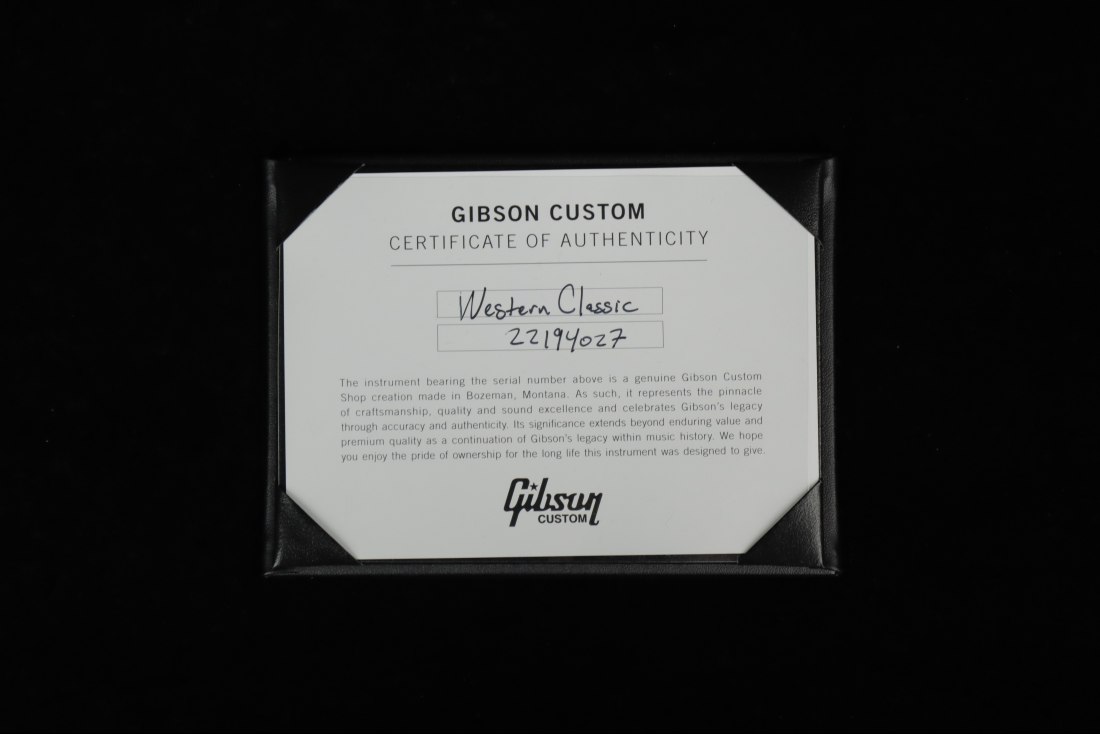 GIBSON CUSTOM
CERTIFICATE OF AUTHENTICITY
Western Classic
22194027
The instrument bearing the serial number above is a genuine Gibson Custom
Shop creation made in Bozeman, Montana. As such, it represents the pinnacle
of craftsmanship, quality and sound excellence and celebrates Gibson's legacy
through accuracy and authenticity. Its significance extends beyond enduring value and
premium quality as a continuation of Gibson's legacy within music history. We hope
you enjoy the pride of ownership for the long life this instrument was designed to give.
Gibson
CUSTOM